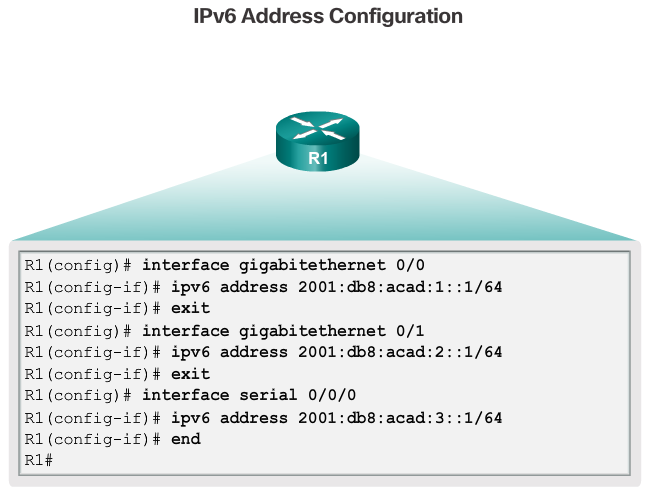 IPv6 Address Configuration
R1
R1(config)# interface gigabitethernet 0/0
R1(config-if)# ipv6 address 2001:db8:acad:1::1/64
R1(config-if)# exit
R1(config)# interface gigabitethernet 0/1
R1(config-if)# ipv6 address 2001:db8:acad:2::1/64
R1(config-if)# exit
R1(config)# interface serial 0/0/0
R1(config-if)# ipv6 address 2001:db8:acad:3::1/64
R1(config-if)# end
R1#